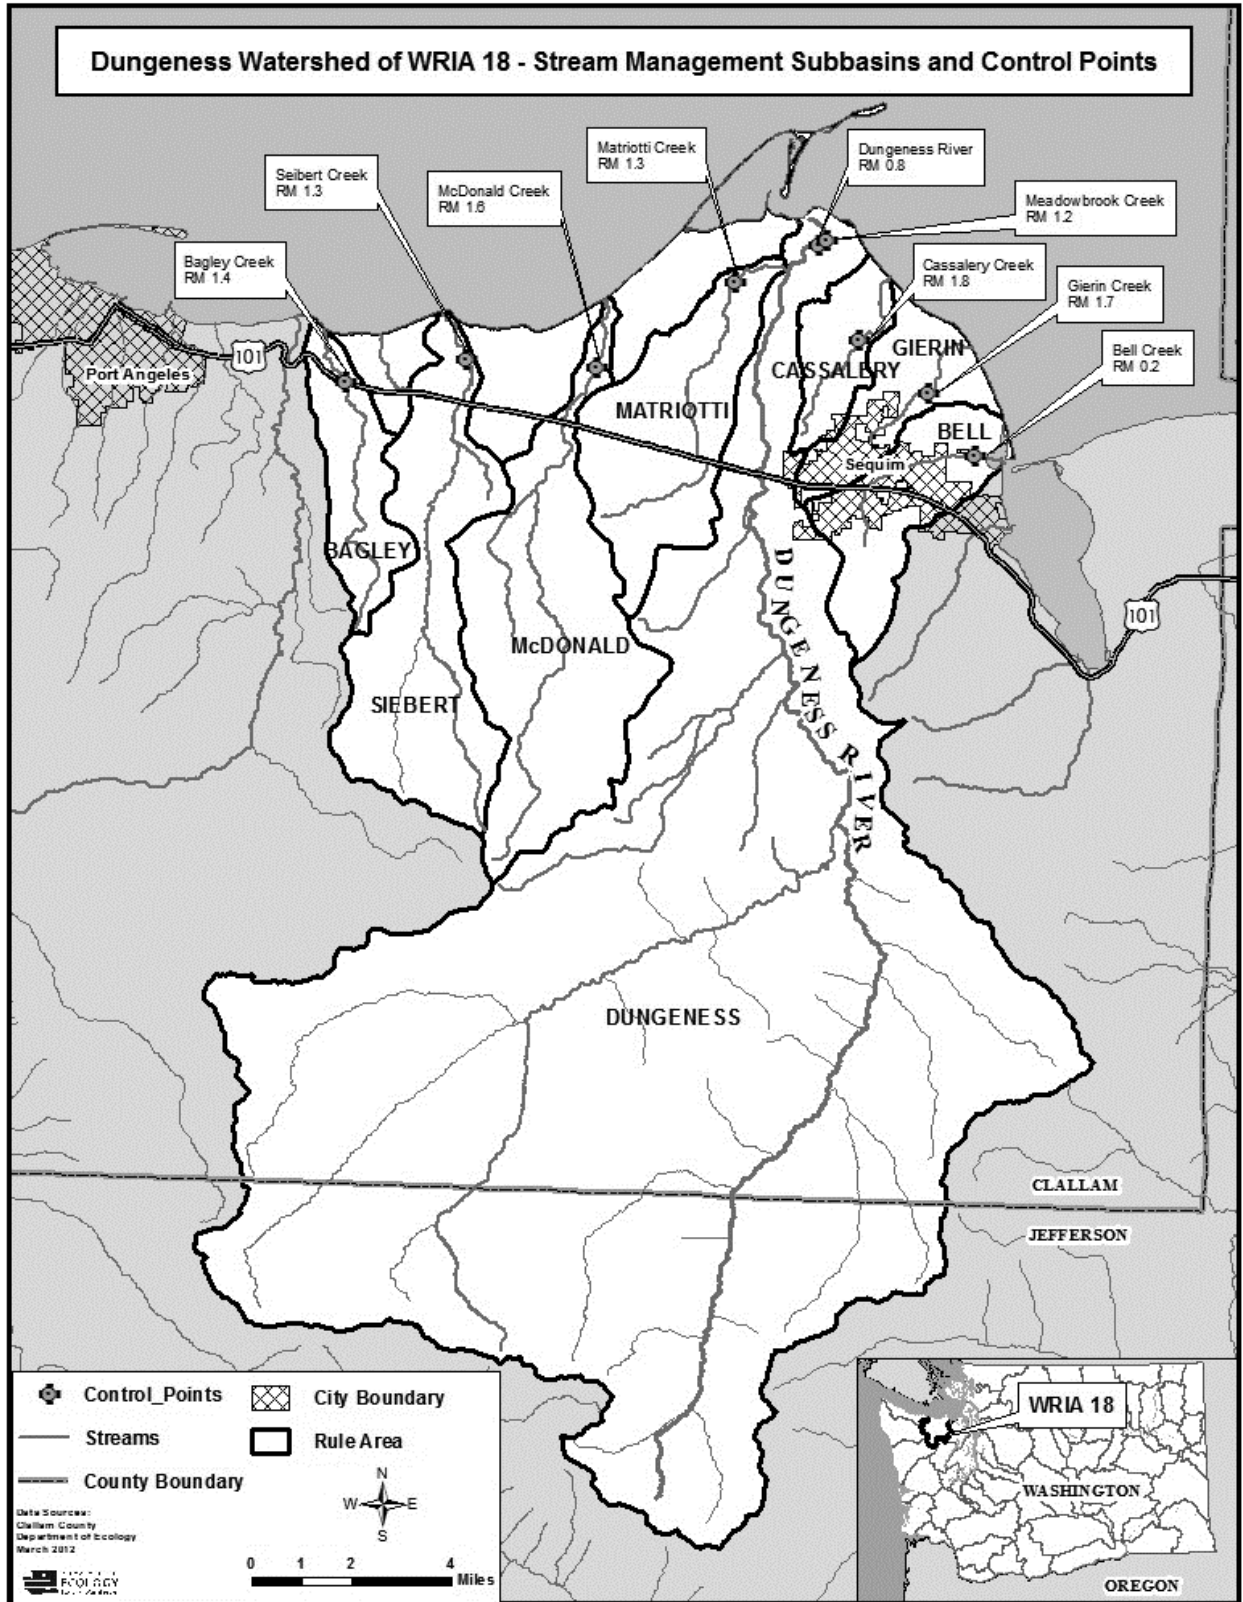 Dungeness Watershed of WRIA 18 - Stream Management Subbasins and Control Points
Matriotti Creek
RM 1.3
Dungeness River
RM 0.8
Seibert Creek
RM 1.3
McDonald Creek
RM 1.6
Meadowbrook Creek
RM 1.2
Bagley Creek
RM 1.4
Cassalery Creek
RM 1.8
Gierin Creek
RM 1.7
Bell Creek
RM 0.2
101
Port Angeles
GIERIN
CASSALERY
MATRIOTTI
BELL
Sequim
BAGLEY
DUNGENESS RIVER
101
McDONALD
SIEBERT
DUNGENESS
CLALLAM
JEFFERSON
Control_Points
City Boundary
Streams
Rule Area
County Boundary
N
W
E
S
Data Sources:
Clallam County
Department of Ecology
March 2012
0
1
2
4
Miles
ECOLOGY
WRIA 18
WASHINGTON
OREGON